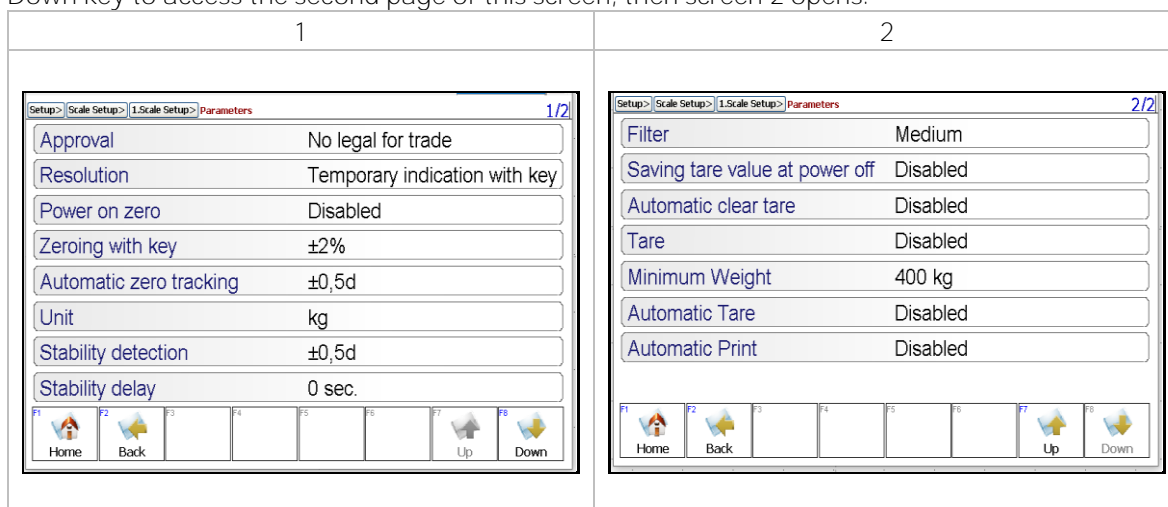 Down key to access the second page of this screen, then screen 2 opens.
1
2
Setup> Scale Setup> 1.Scale Setup> Parameters 1/2
Approval No legal for trade
Resolution Temporary indication with key
Power on zero Disabled
Zeroing with key ±2%
Automatic zero tracking ±0,5d
Unit kg
Stability detection ±0,5d
Stability delay 0 sec.
F1 F2 F3 F4 F5 F6 F7 F8
Home Back Up Down
Setup> Scale Setup> 1.Scale Setup> Parameters 2/2
Filter Medium
Saving tare value at power off Disabled
Automatic clear tare Disabled
Tare Disabled
Minimum Weight 400 kg
Automatic Tare Disabled
Automatic Print Disabled
F1 F2 F3 F4 F5 F6 F7 F8
Home Back Up Down